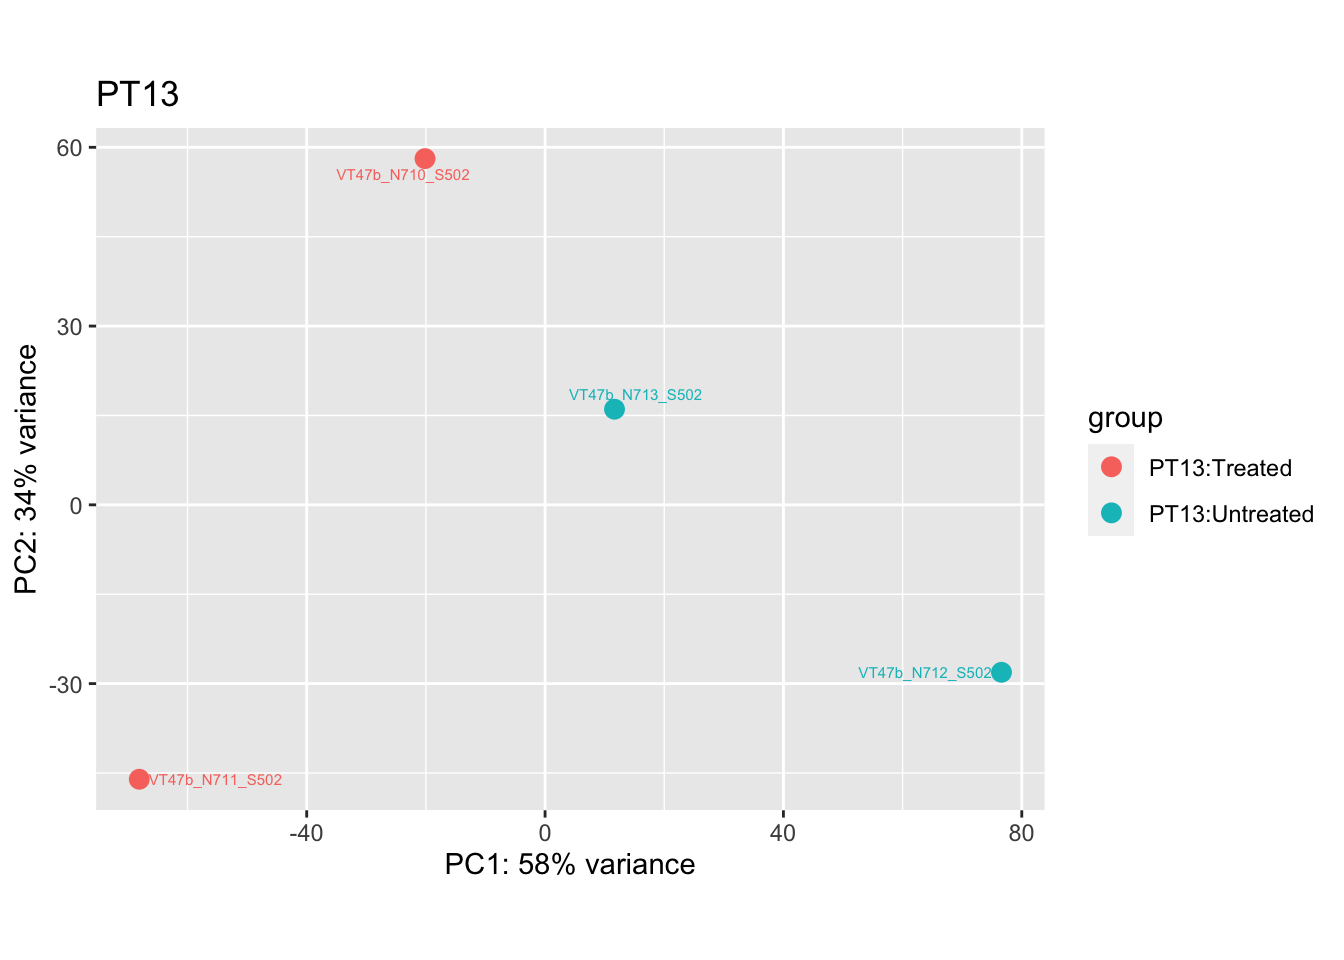 PT13
60
30
0
-30
PC2: 34% variance
VT47b_N710_S502
VT47b_N713_S502
VT47b_N712_S502
VT47b_N711_S502
-40
0
40
80
PC1: 58% variance
group
PT13:Treated
PT13:Untreated